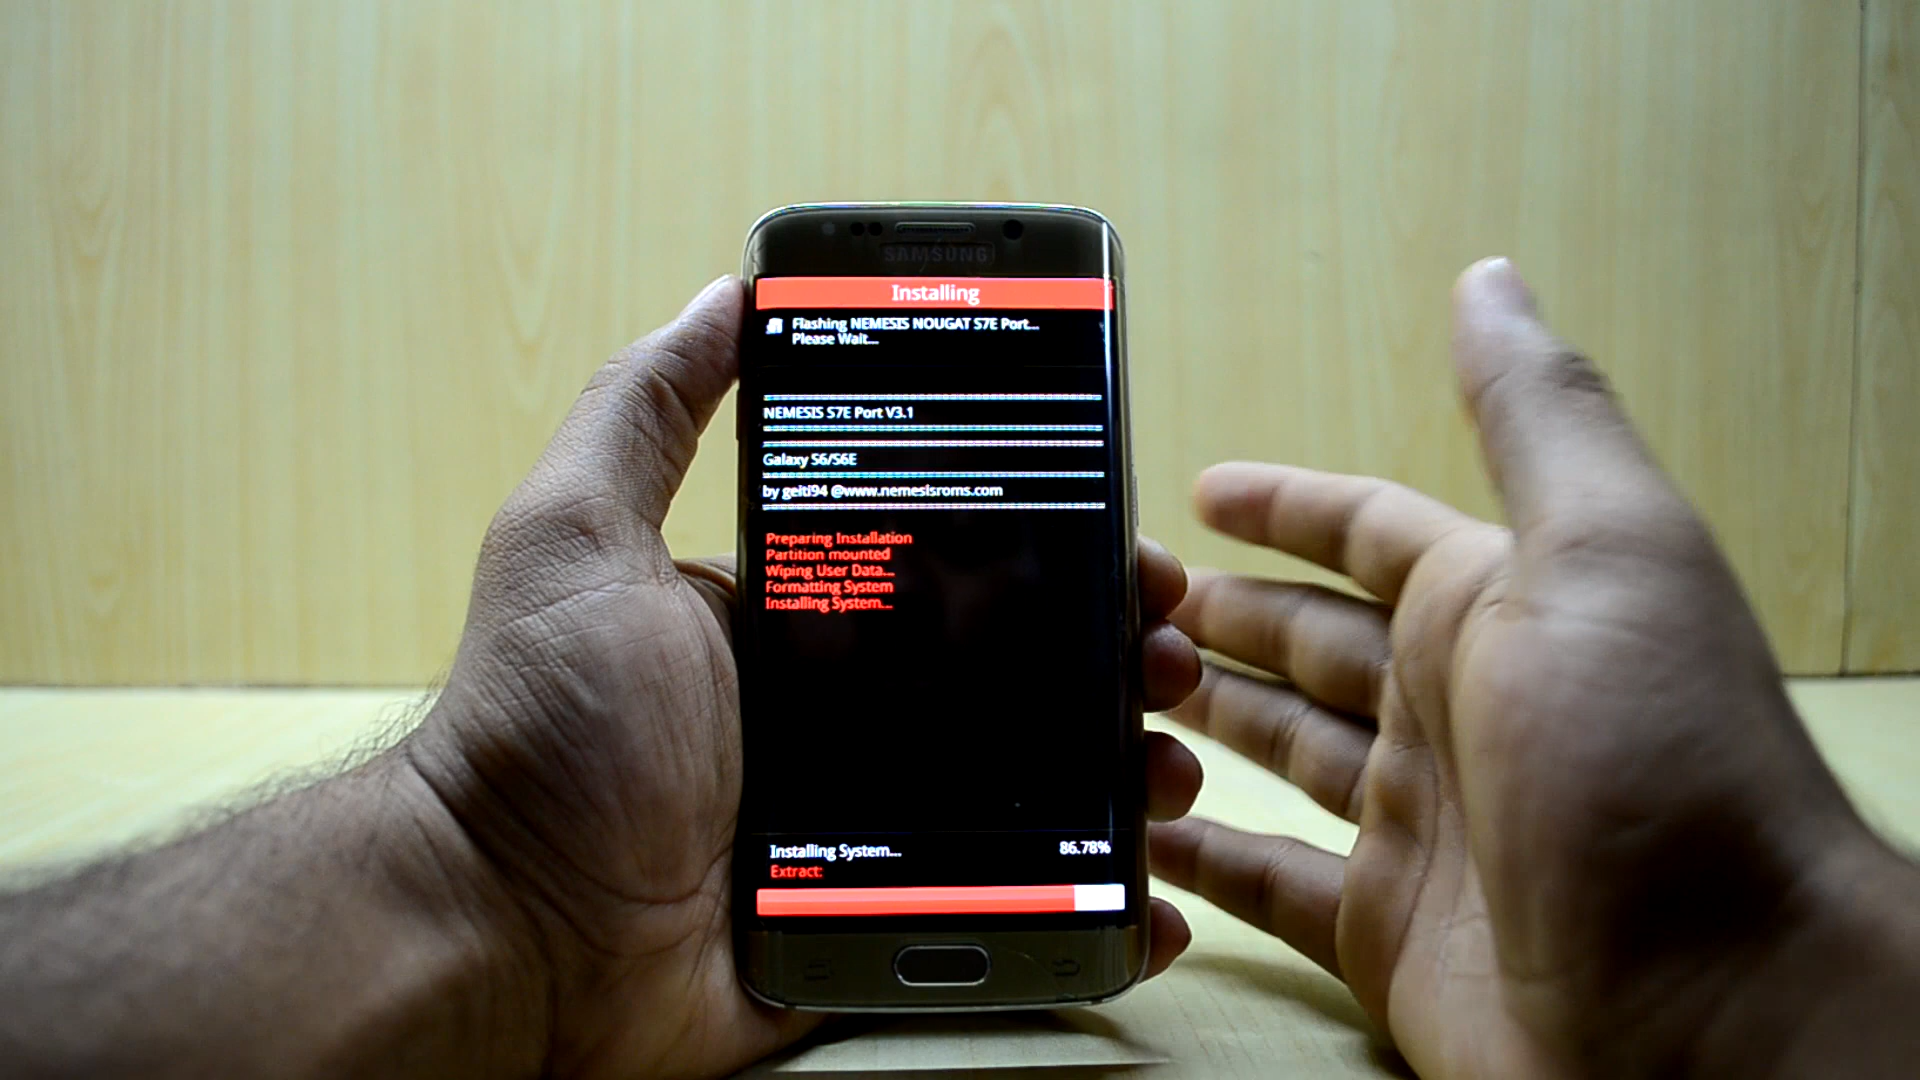 SAMSUNG
Installing
Flashing NEMESIS NOUGAT S7E Port...
Please Wait...
NEMESIS S7E Port V3.1
Galaxy S6/S6E
by geiti94 @www.nemesisroms.com
Preparing Installation
Partition mounted
Wiping User Data...
Formatting System
Installing System...
Installing System... 86.78%
Extract: